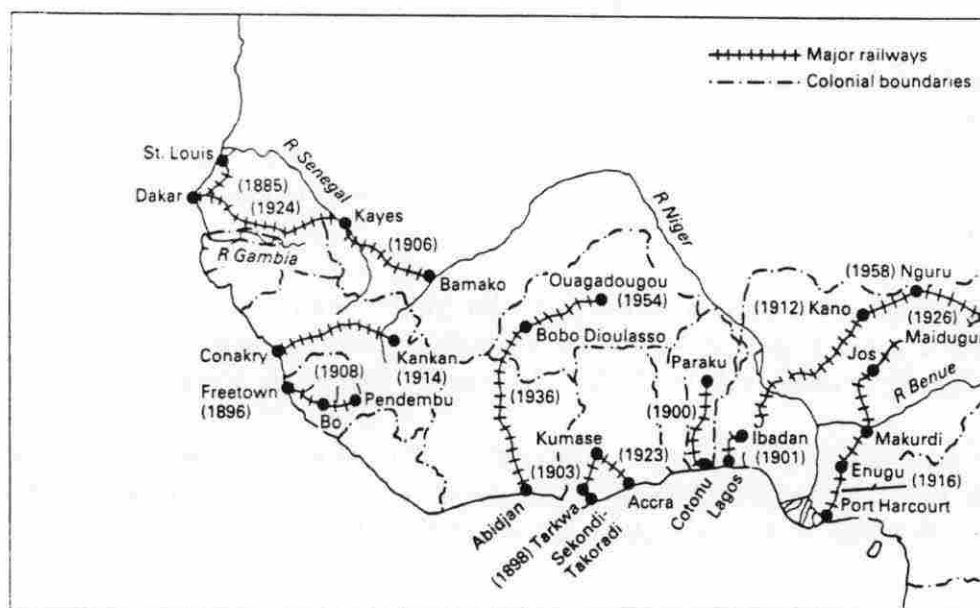 Major railways
Colonial boundaries
St. Louis
R Senegal
(1885)
Dakar
(1924)
Kayes
R Niger
R Gambia
(1906)
Bamako
Ouagadougou
(1954)
(1958) Nguru
(1912) Kano
(1926)
Maidugur
Bobo Dioulasso
Conakry
Kankan
(1914)
Paraku
Jos
R Benue
(1908)
Freetown
(1896)
Pendembu
Bo
(1936)
(1900)
Kumase
(1923)
Ibadan
(1901)
Makurdi
(1903)
Enugu
(1916)
Accra
Port Harcourt
Abidjan
(1898) Tarkwa
Sekondi-
Takoradi
Cotonu
Lagos